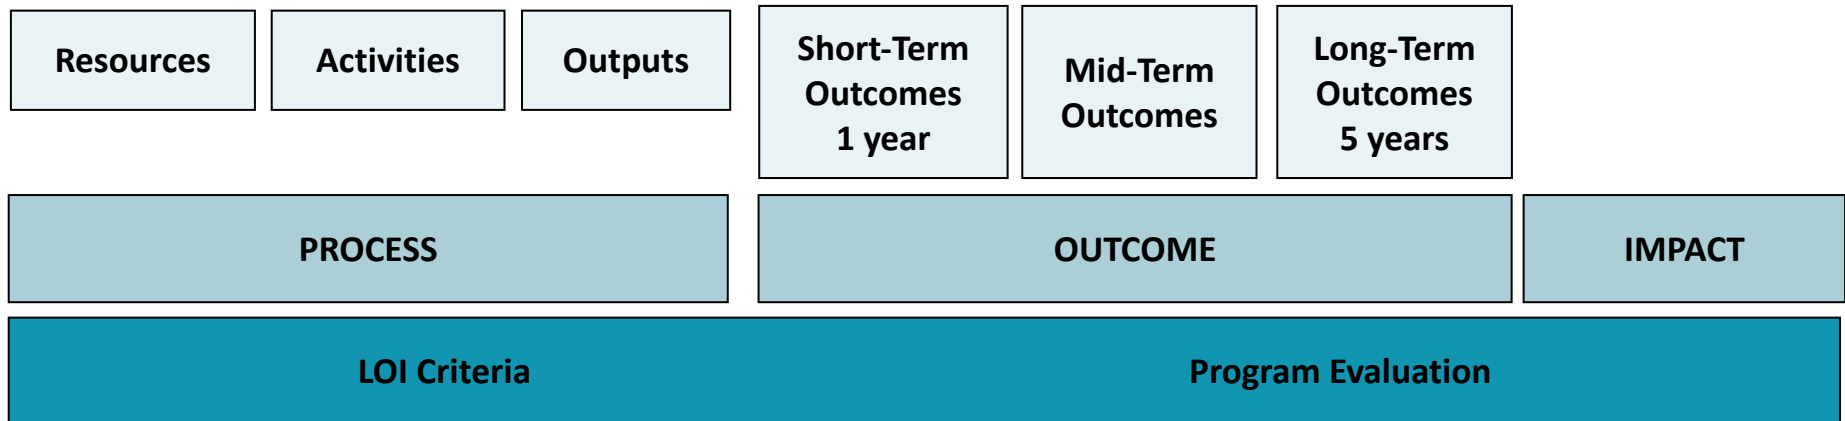 Resources
Activities
Outputs
Short-Term
Outcomes
1 year
Mid-Term
Outcomes
Long-Term
Outcomes
5 years
PROCESS
OUTCOME
IMPACT
LOI Criteria
Program Evaluation